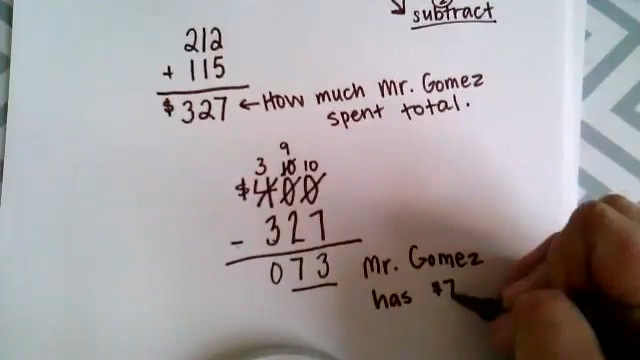 ② subtract
212
+ 115
$327 ← How much Mr. Gomez
spent total.
9
3 10 10
$400
- 327
073 Mr. Gomez
has $7